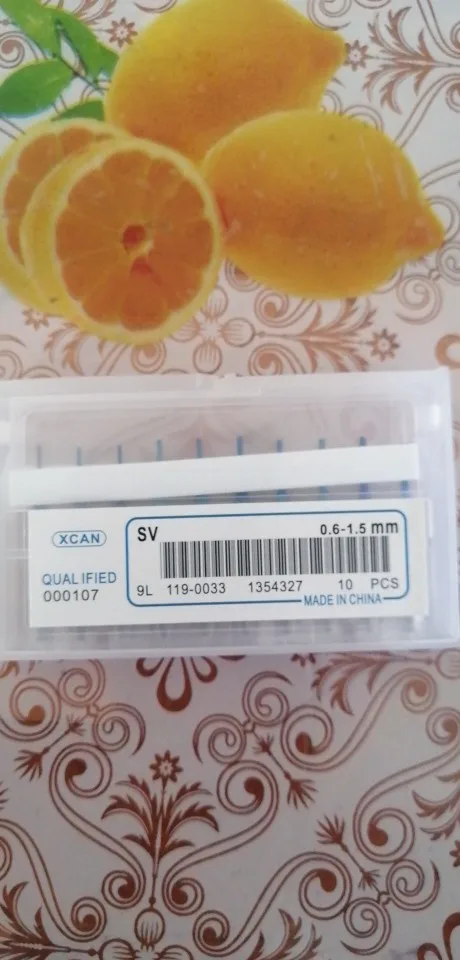 XCAN
QUALIFIED
000107
SV 0.6-1.5 mm
9L 119-0033 1354327 10 PCS
MADE IN CHINA